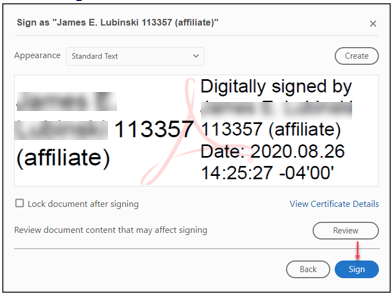 Sign as "James E. Lubinski 113357 (affiliate)"
Appearance Standard Text Create
113357
(affiliate)
Digitally signed by
113357 (affiliate)
Date: 2020.08.26
14:25:27 -04'00'
Lock document after signing View Certificate Details
Review document content that may affect signing Review
Back Sign